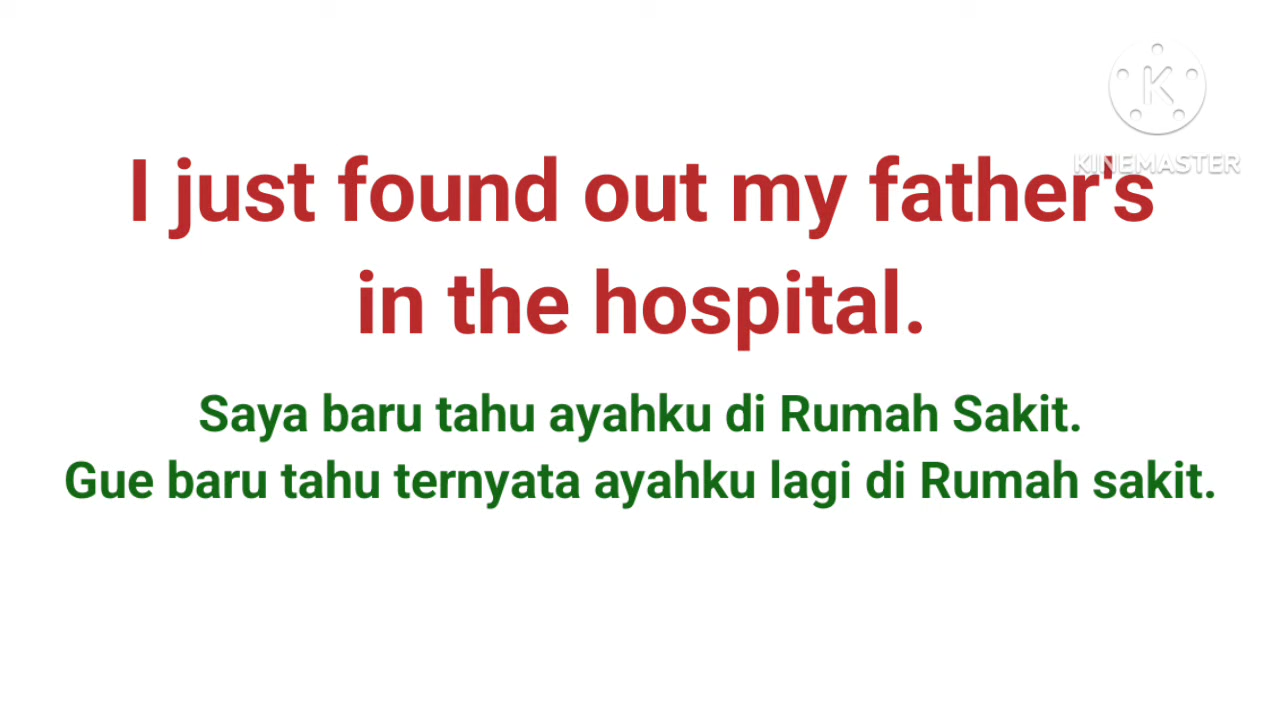 KINEMASTER
I just found out my father's
in the hospital.
Saya baru tahu ayahku di Rumah Sakit.
Gue baru tahu ternyata ayahku lagi di Rumah sakit.